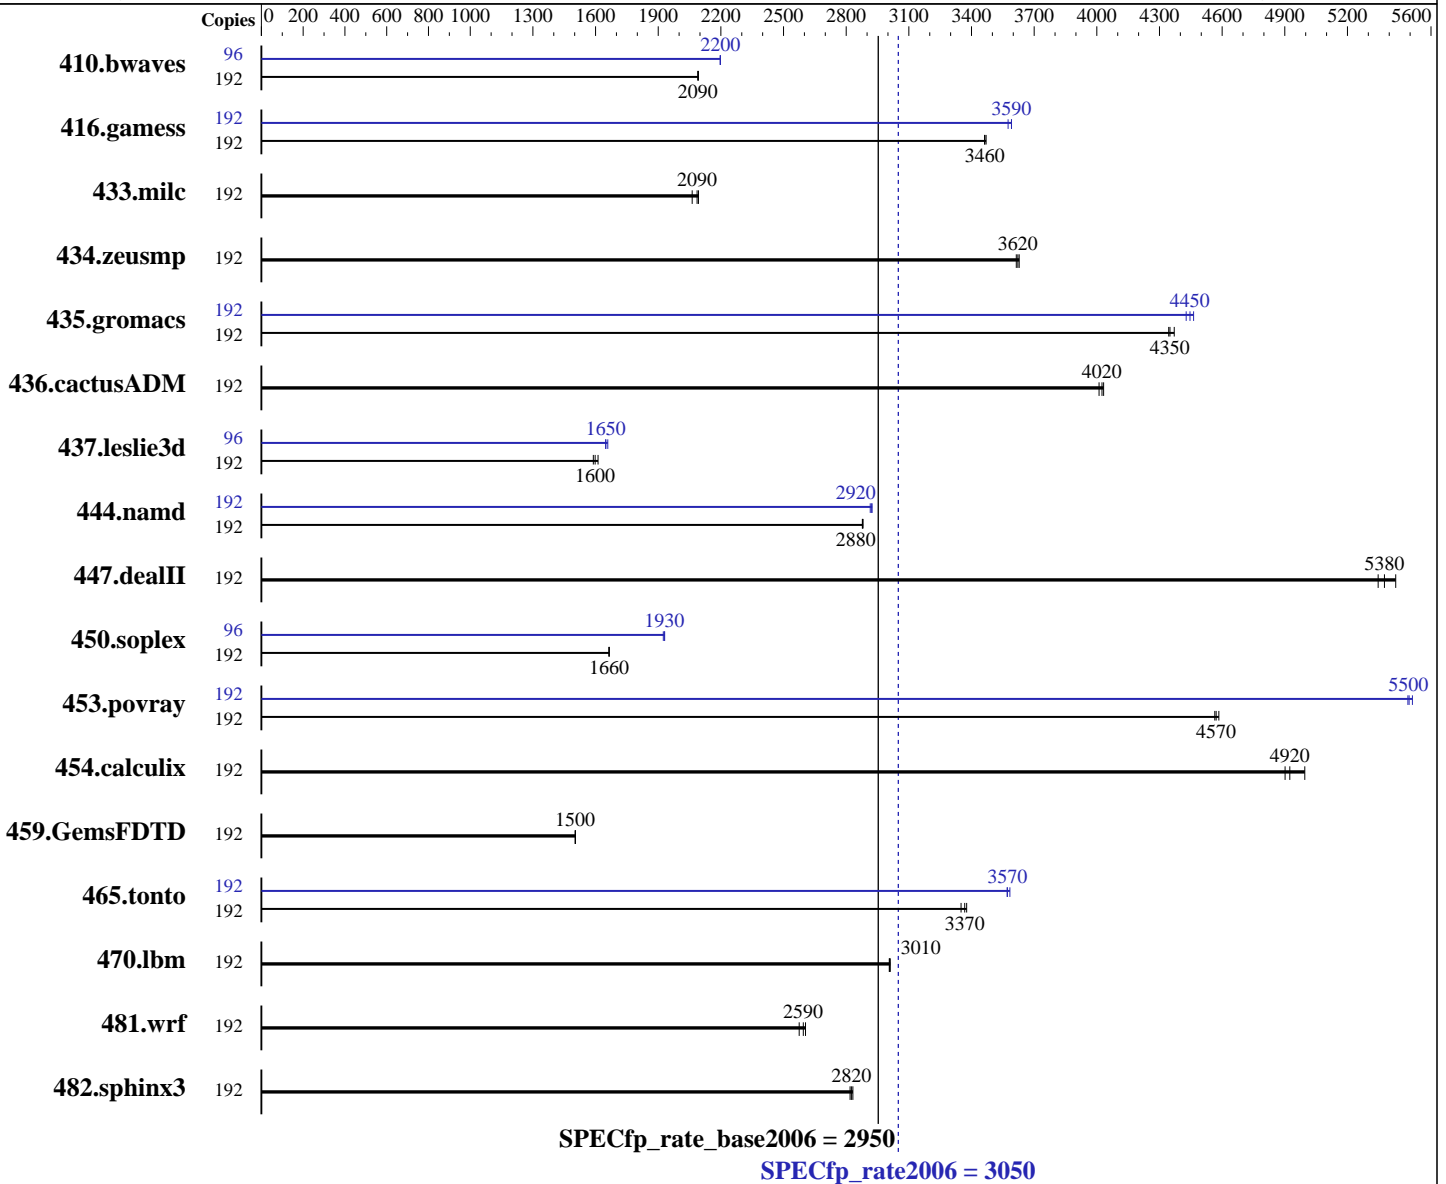 Copies 0 200 400 600 800 1000 1300 1600 1900 2200 2500 2800 3100 3400 3700 4000 4300 4600 4900 5200 5600
410.bwaves 96 2200
192 2090
416.gamess 192 3590
192 3460
433.milc 192 2090
434.zeusmp 192 3620
435.gromacs 192 4450
192 4350
436.cactusADM 192 4020
437.leslie3d 96 1650
192 1600
444.namd 192 2920
192 2880
447.dealII 192 5380
450.soplex 96 1930
192 1660
453.povray 192 5500
192 4570
454.calculix 192 4920
459.GemsFDTD 192 1500
465.tonto 192 3570
192 3370
470.lbm 192 3010
481.wrf 192 2590
482.sphinx3 192 2820
SPECfp_rate_base2006 = 2950
SPECfp_rate2006 = 3050